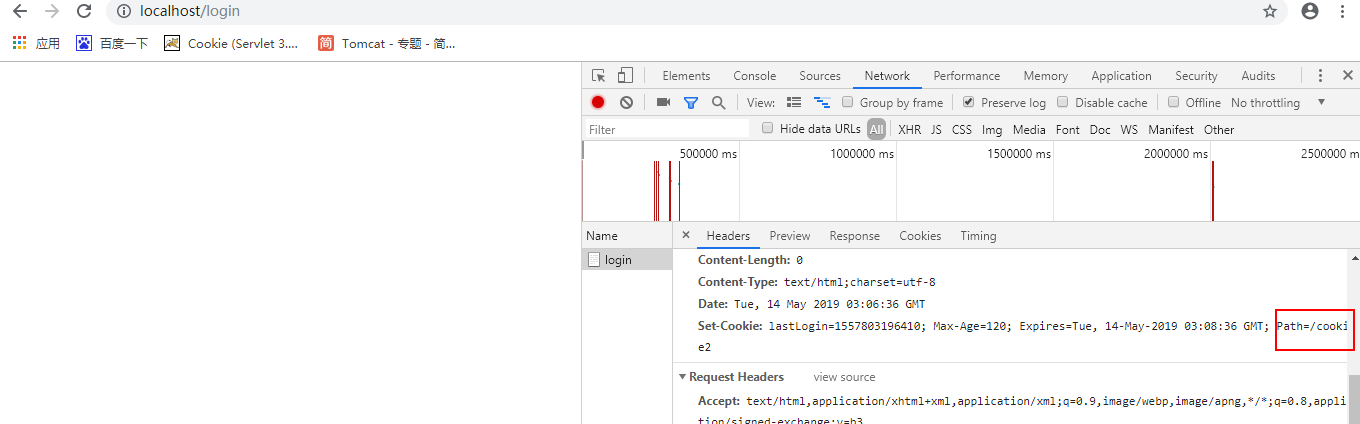 localhost/login
应用 百度一下 Cookie (Servlet 3.... 简 Tomcat - 专题 - 简...
Elements Console Sources Network Performance Memory Application Security Audits
View: Group by frame Preserve log Disable cache Offline No throttling
Filter Hide data URLs All XHR JS CSS Img Media Font Doc WS Manifest Other
500000 ms 1000000 ms 1500000 ms 2000000 ms 2500000 m
Name Headers Preview Response Cookies Timing
login
Content-Length: 0
Content-Type: text/html;charset=utf-8
Date: Tue, 14 May 2019 03:06:36 GMT
Set-Cookie: lastLogin=1557803196410; Max-Age=120; Expires=Tue, 14-May-2019 03:08:36 GMT; Path=/cooki
e2
Request Headers view source
Accept: text/html,application/xhtml+xml,application/xml;q=0.9,image/webp,image/apng,*/*;q=0.8,appli
cation/signed-exchange;v=b3